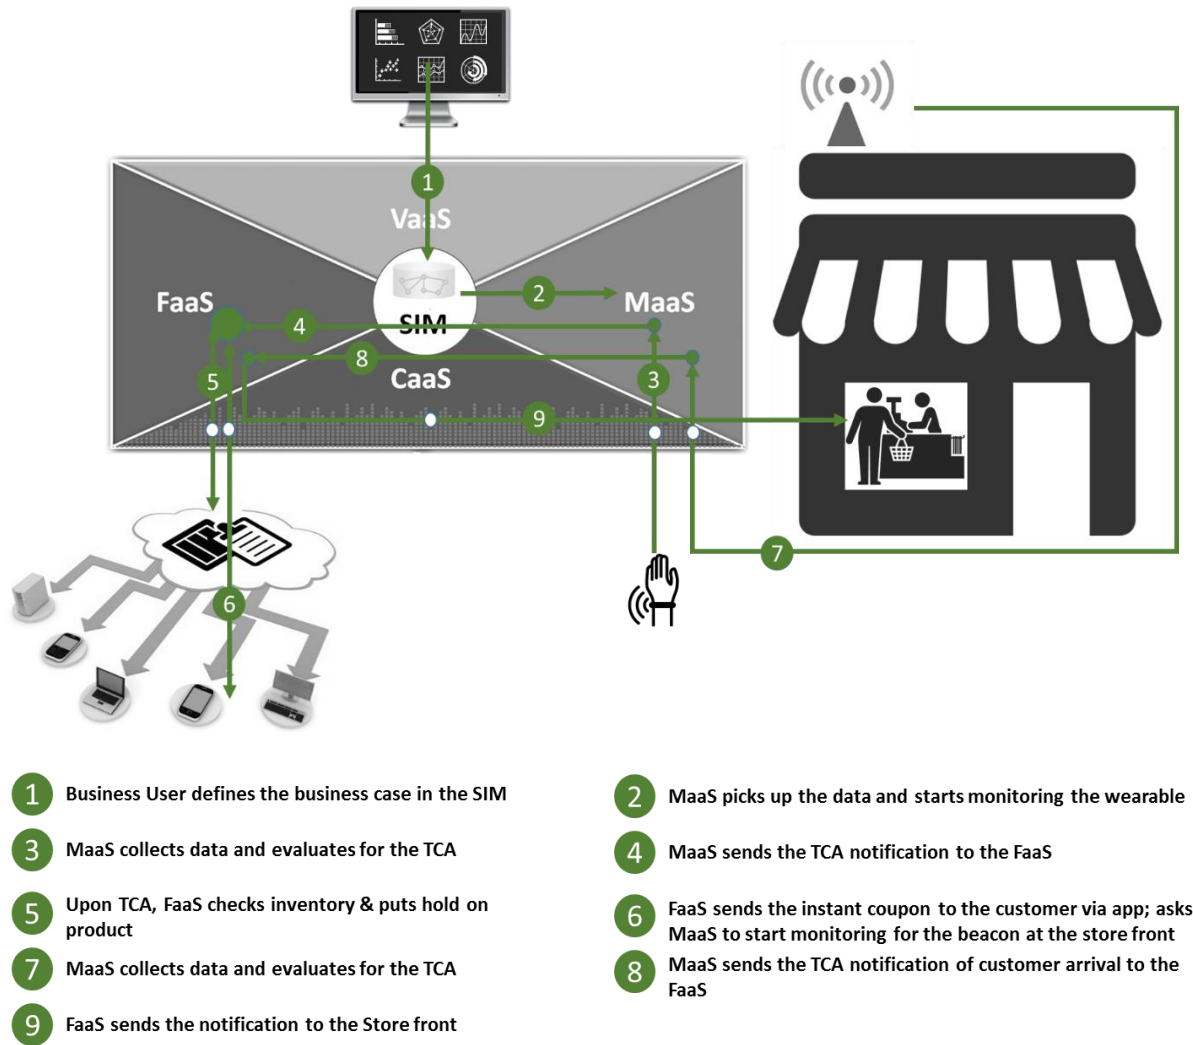 1
VaaS
FaaS
2
MaaS
4
SIM
8
CaaS
5
3
9
7
6
1 Business User defines the business case in the SIM
2 MaaS picks up the data and starts monitoring the wearable
3 MaaS collects data and evaluates for the TCA
4 MaaS sends the TCA notification to the FaaS
5 Upon TCA, FaaS checks inventory & puts hold on
product
6 FaaS sends the instant coupon to the customer via app; asks
MaaS to start monitoring for the beacon at the store front
7 MaaS collects data and evaluates for the TCA
8 MaaS sends the TCA notification of customer arrival to the
FaaS
9 FaaS sends the notification to the Store front